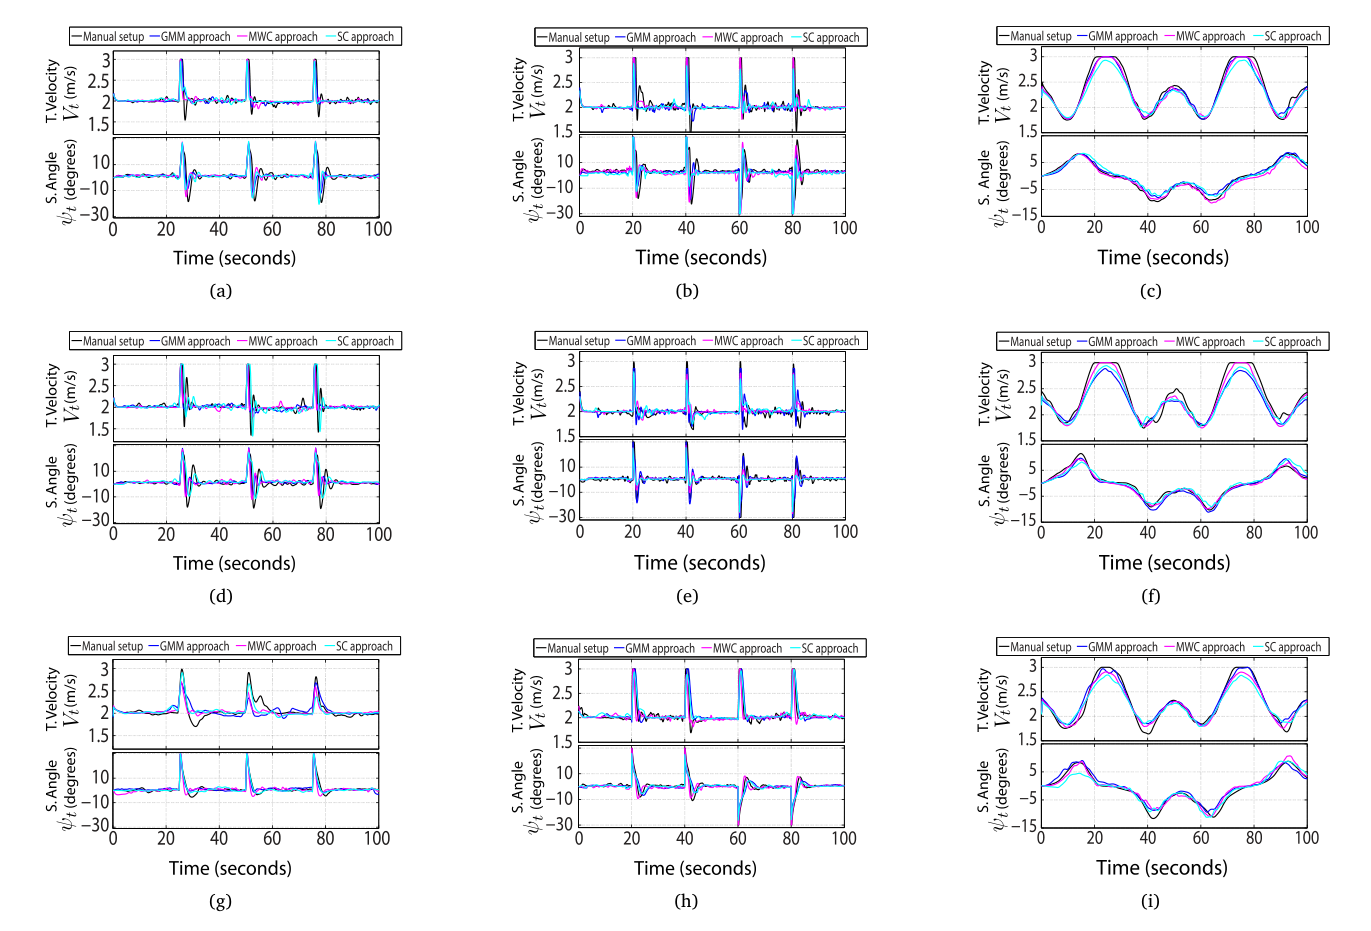 Manual setup GMM approach MWC approach SC approach
T.Velocity
V_t (m/s)
3
2.5
2
1.5
S. Angle
ψ_t (degrees)
10
−10
−30
0 20 40 60 80 100
Time (seconds)
(a)
Manual setup GMM approach MWC approach SC approach
T.Velocity
V_t (m/s)
3
2.5
2
1.5
S. Angle
ψ_t (degrees)
10
−10
−30
0 20 40 60 80 100
Time (seconds)
(b)
Manual setup GMM approach MWC approach SC approach
T.Velocity
V_t (m/s)
3
2.5
2
1.5
S. Angle
ψ_t (degrees)
5
−5
−15
0 20 40 60 80 100
Time (seconds)
(c)
Manual setup GMM approach MWC approach SC approach
T.Velocity
V_t (m/s)
3
2.5
2
1.5
S. Angle
ψ_t (degrees)
10
−10
−30
0 20 40 60 80 100
Time (seconds)
(d)
Manual setup GMM approach MWC approach SC approach
T.Velocity
V_t (m/s)
3
2.5
2
1.5
S. Angle
ψ_t (degrees)
10
−10
−30
0 20 40 60 80 100
Time (seconds)
(e)
Manual setup GMM approach MWC approach SC approach
T.Velocity
V_t (m/s)
3
2.5
2
1.5
S. Angle
ψ_t (degrees)
5
−5
−15
0 20 40 60 80 100
Time (seconds)
(f)
Manual setup GMM approach MWC approach SC approach
T.Velocity
V_t (m/s)
3
2.5
2
1.5
S. Angle
ψ_t (degrees)
10
−10
−30
0 20 40 60 80 100
Time (seconds)
(g)
Manual setup GMM approach MWC approach SC approach
T.Velocity
V_t (m/s)
3
2.5
2
1.5
S. Angle
ψ_t (degrees)
10
−10
−30
0 20 40 60 80 100
Time (seconds)
(h)
Manual setup GMM approach MWC approach SC approach
T.Velocity
V_t (m/s)
3
2.5
2
1.5
S. Angle
ψ_t (degrees)
5
−5
−15
0 20 40 60 80 100
Time (seconds)
(i)